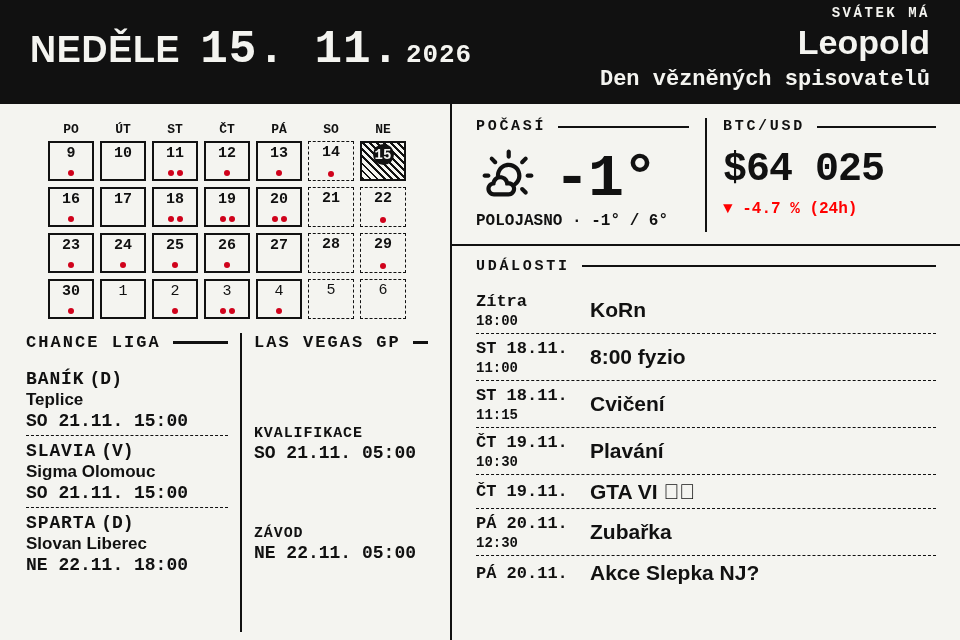 NEDĚLE 15. 11. 2026
SVÁTEK MÁ
Leopold
Den vězněných spisovatelů
PO ÚT ST ČT PÁ SO NE
9 10 11 12 13 14 15
16 17 18 19 20 21 22
23 24 25 26 27 28 29
30 1 2 3 4 5 6
CHANCE LIGA
BANÍK (D)
Teplice
SO 21.11. 15:00
SLAVIA (V)
Sigma Olomouc
SO 21.11. 15:00
SPARTA (D)
Slovan Liberec
NE 22.11. 18:00
LAS VEGAS GP
KVALIFIKACE
SO 21.11. 05:00
ZÁVOD
NE 22.11. 05:00
POČASÍ
-1°
POLOJASNO · -1° / 6°
BTC/USD
$64 025
▼ -4.7 % (24h)
UDÁLOSTI
Zítra
18:00
KoRn
ST 18.11.
11:00
8:00 fyzio
ST 18.11.
11:15
Cvičení
ČT 19.11.
10:30
Plavání
ČT 19.11.
GTA VI
PÁ 20.11.
12:30
Zubařka
PÁ 20.11.
Akce Slepka NJ?